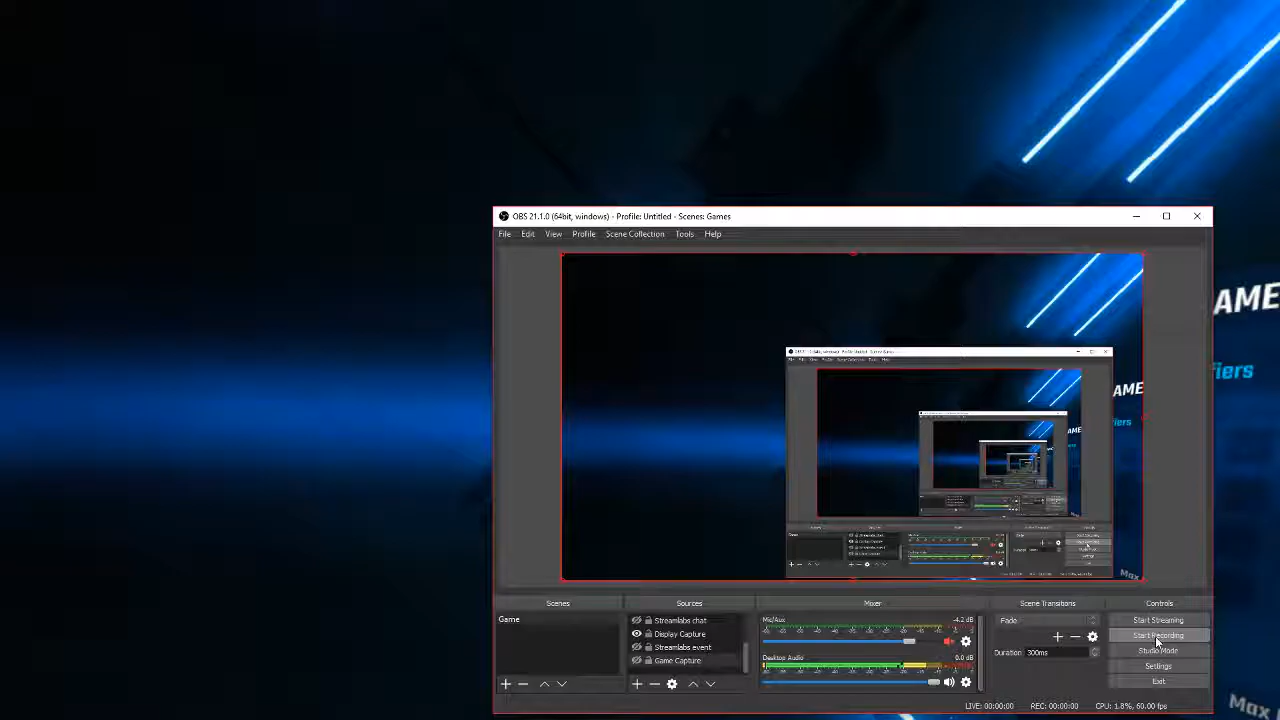 OBS 21.1.0 (64bit, windows) - Profile: Untitled - Scenes: Games
File Edit View Profile Scene Collection Tools Help
AME
fiers
AME
Max
Scenes Sources Mixer Scene Transitions Controls
Game
Streamlabs chat
Display Capture
Streamlabs event
Game Capture
Mic/Aux -4.2 dB
Desktop Audio 0.0 dB
Fade
Duration 300ms
Start Streaming
Start Recording
Studio Mode
Settings
Exit
LIVE: 00:00:00 REC: 00:00:00 CPU: 1.8%, 60.00 fps
Max